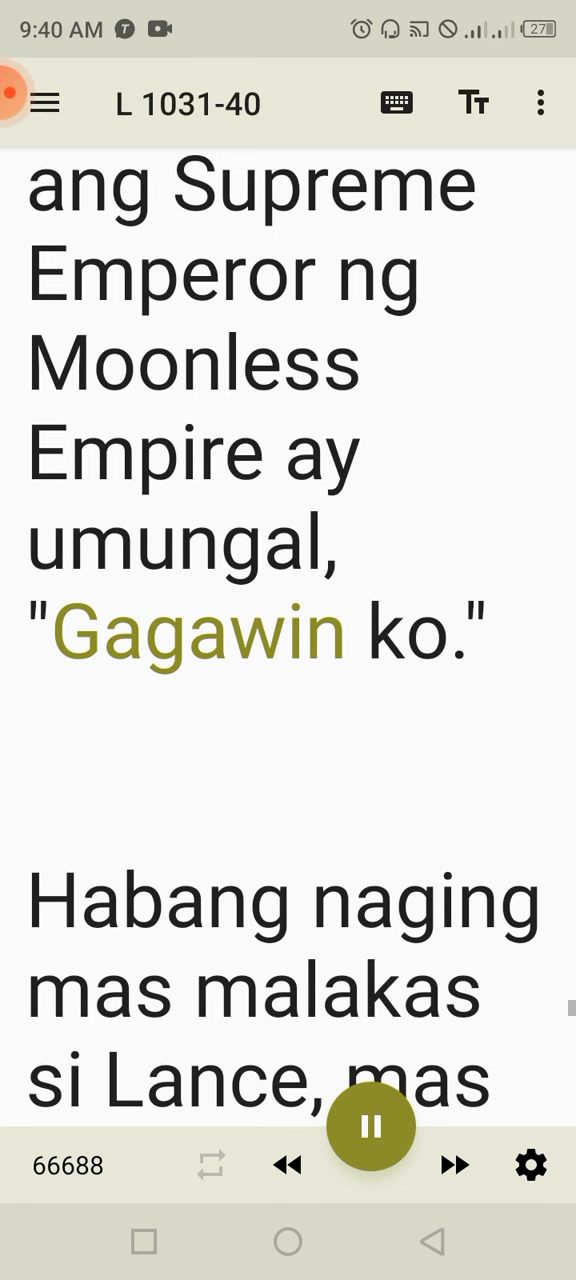 9:40 AM
27
L 1031-40
ang Supreme
Emperor ng
Moonless
Empire ay
umungal,
"Gagawin ko."
Habang naging
mas malakas
si Lance, mas
66688